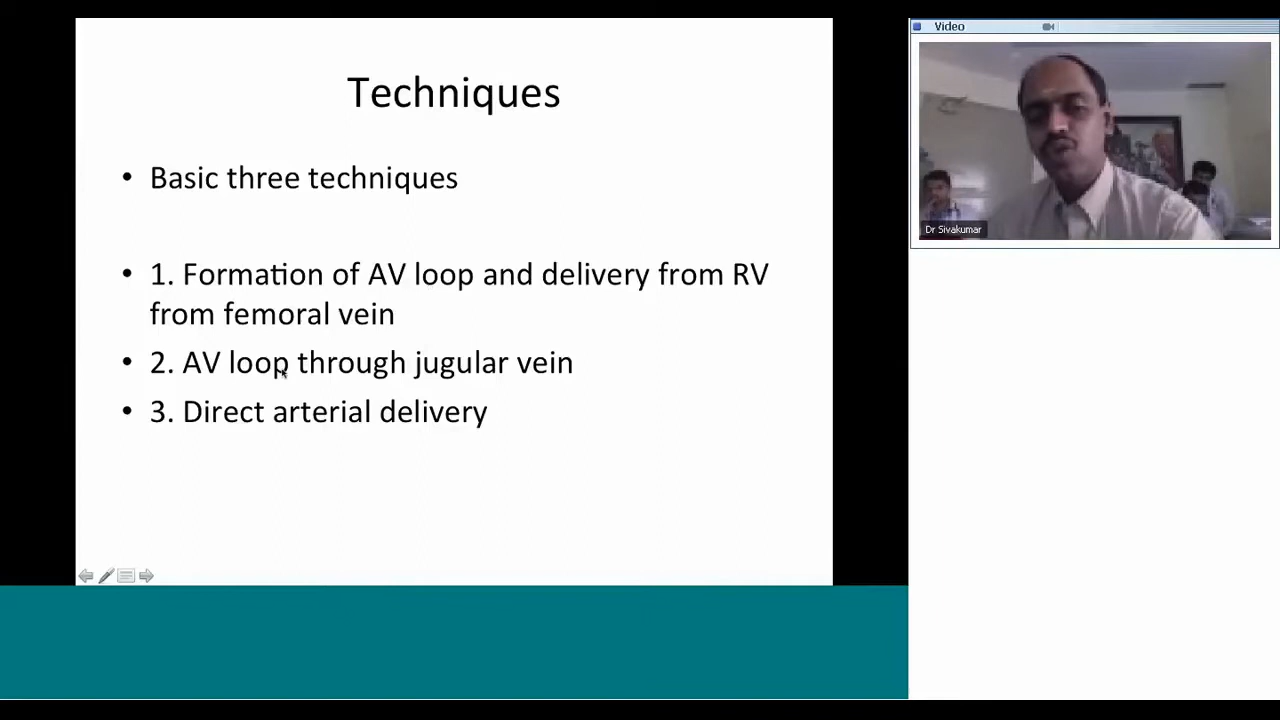 Techniques
• Basic three techniques
• 1. Formation of AV loop and delivery from RV
from femoral vein
• 2. AV loop through jugular vein
• 3. Direct arterial delivery
Video
Dr Sivakumar